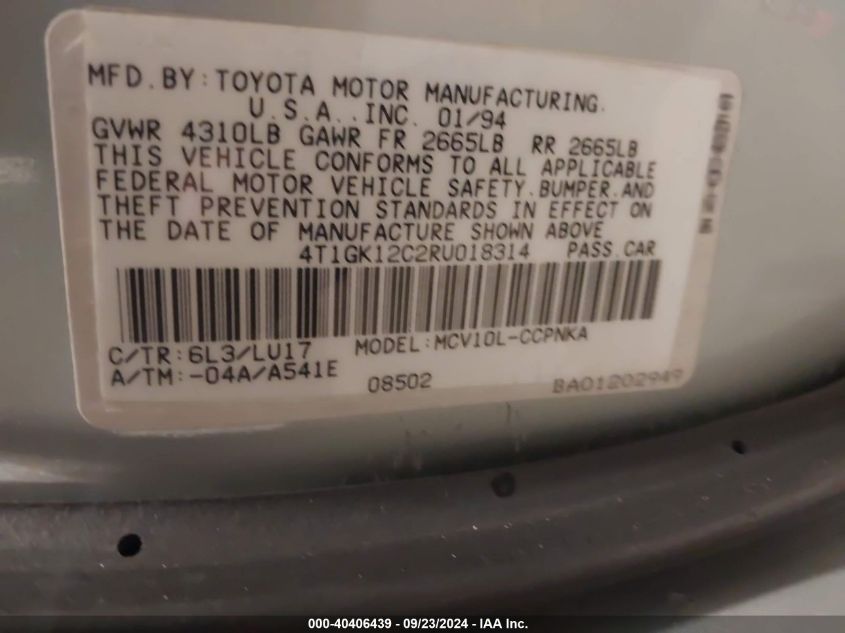 MFD.BY:TOYOTA MOTOR MANUFACTURING.
U.S.A.,INC. 01/94
GVWR 4310LB GAWR FR 2665LB RR 2665LB
THIS VEHICLE CONFORMS TO ALL APPLICABLE
FEDERAL MOTOR VEHICLE SAFETY.BUMPER.AND
THEFT PREVENTION STANDARDS IN EFFECT ON
THE DATE OF MANUFACTURE SHOWN ABOVE
4T1GK12C2RU018314 PASS.CAR
C/TR:6L3/LU17 MODEL:MCV10L-CCPNKA
A/TM:-04A/A541E 08502 BA01202949
000-40406439 - 09/23/2024 - IAA Inc.